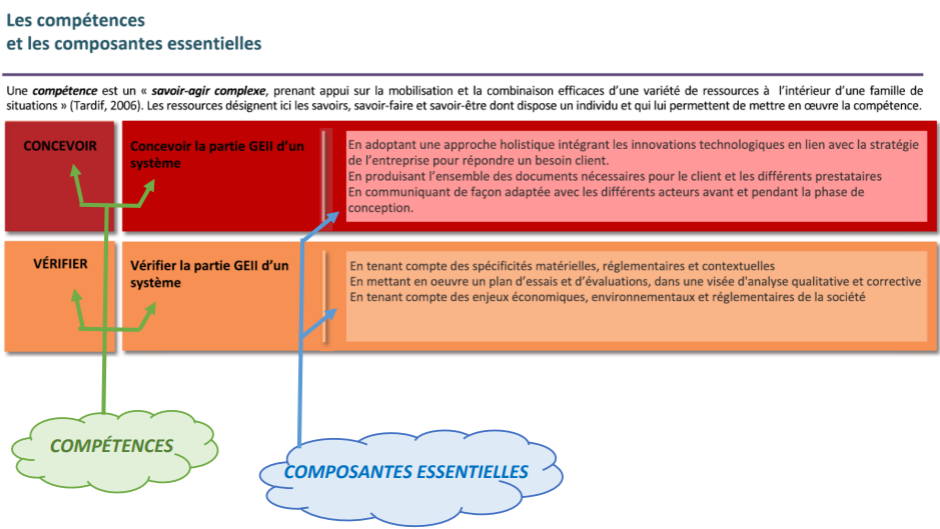 Les compétences
et les composantes essentielles
Une compétence est un « savoir-agir complexe, prenant appui sur la mobilisation et la combinaison efficaces d'une variété de ressources à l'intérieur d'une famille de
situations » (Tardif, 2006). Les ressources désignent ici les savoirs, savoir-faire et savoir-être dont dispose un individu et qui lui permettent de mettre en œuvre la compétence.
CONCEVOIR
Concevoir la partie GEII d'un
système
En adoptant une approche holistique intégrant les innovations technologiques en lien avec la stratégie
de l'entreprise pour répondre un besoin client.
En produisant l'ensemble des documents nécessaires pour le client et les différents prestataires
En communiquant de façon adaptée avec les différents acteurs avant et pendant la phase de
conception.
VÉRIFIER
Vérifier la partie GEII d'un
système
En tenant compte des spécificités matérielles, réglementaires et contextuelles
En mettant en oeuvre un plan d'essais et d'évaluations, dans une visée d'analyse qualitative et corrective
En tenant compte des enjeux économiques, environnementaux et réglementaires de la société
COMPÉTENCES
COMPOSANTES ESSENTIELLES